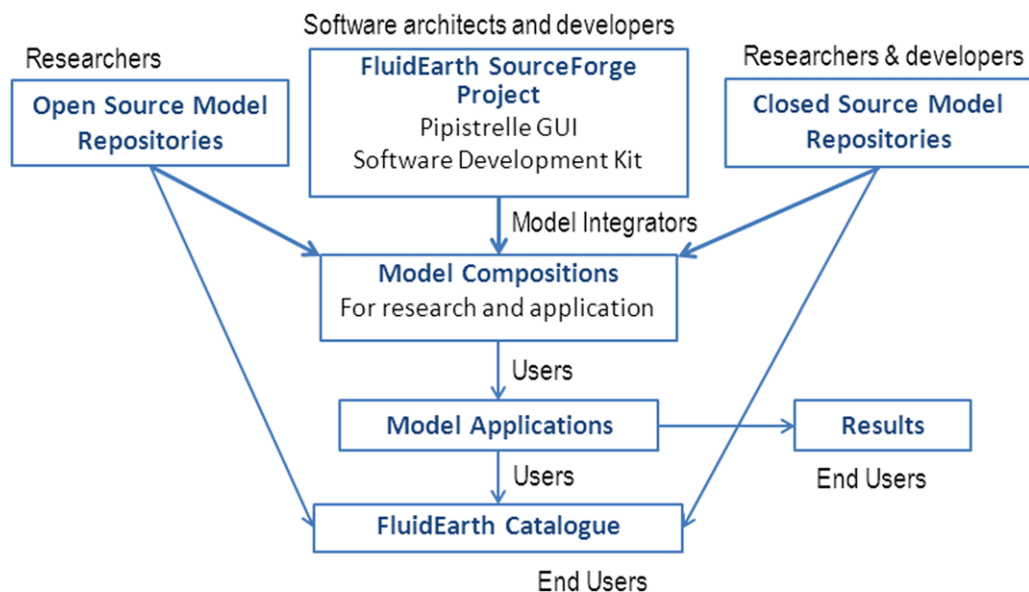 Software architects and developers
Researchers
Researchers & developers
FluidEarth SourceForge
Project
Pipistrelle GUI
Software Development Kit
Open Source Model
Repositories
Closed Source Model
Repositories
Model Integrators
Model Compositions
For research and application
Users
Model Applications
Results
Users
End Users
FluidEarth Catalogue
End Users